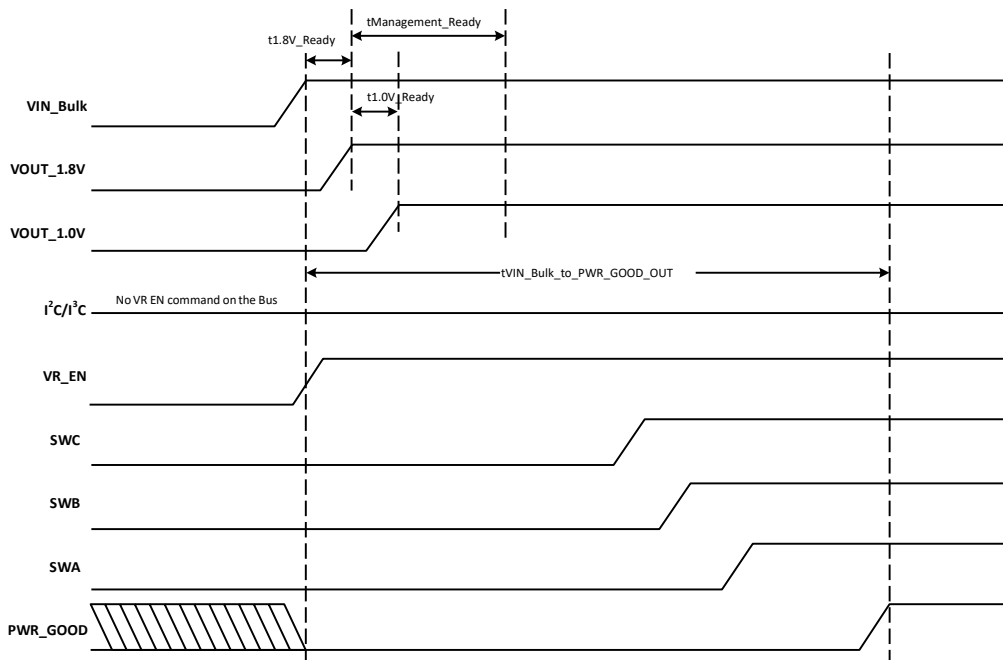 tManagement_Ready
t1.8V_Ready
VIN_Bulk
t1.0V_Ready
VOUT_1.8V
VOUT_1.0V
tVIN_Bulk_to_PWR_GOOD_OUT
I²C/I³C
No VR EN command on the Bus
VR_EN
SWC
SWB
SWA
PWR_GOOD